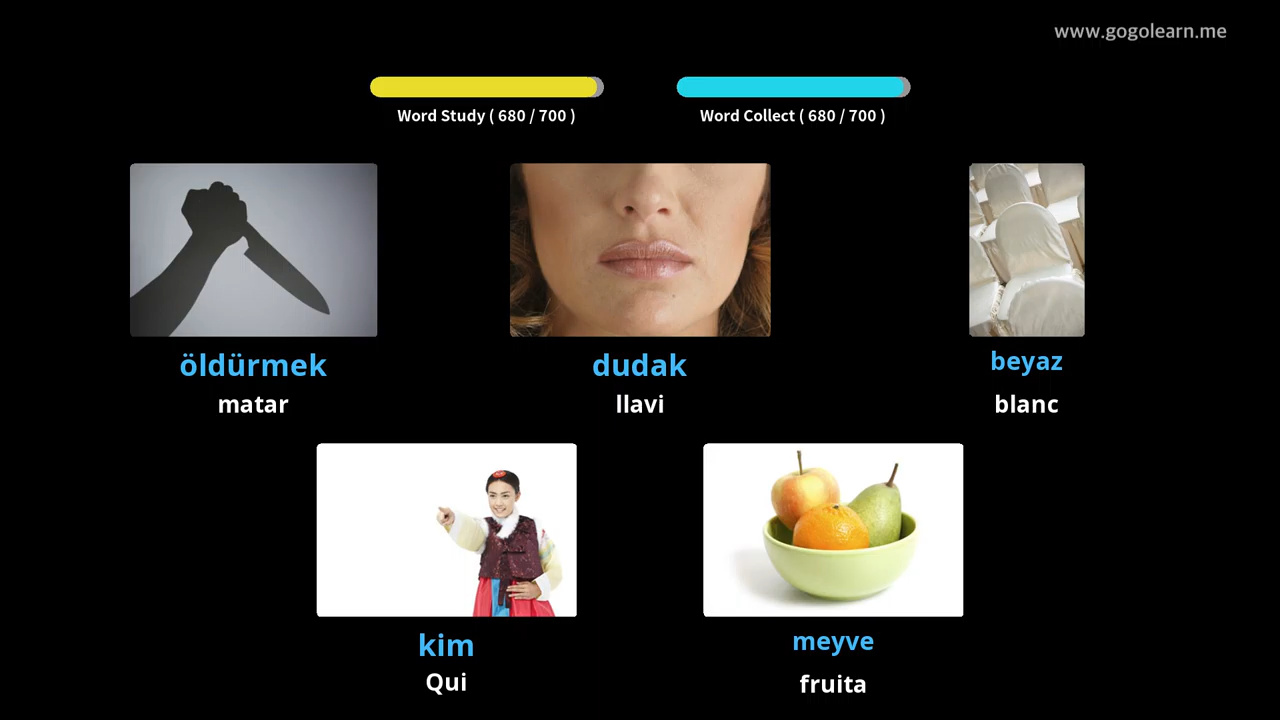 www.gogolearn.me
Word Study ( 680 / 700 )
Word Collect ( 680 / 700 )
öldürmek
matar
dudak
llavi
beyaz
blanc
kim
Qui
meyve
fruita